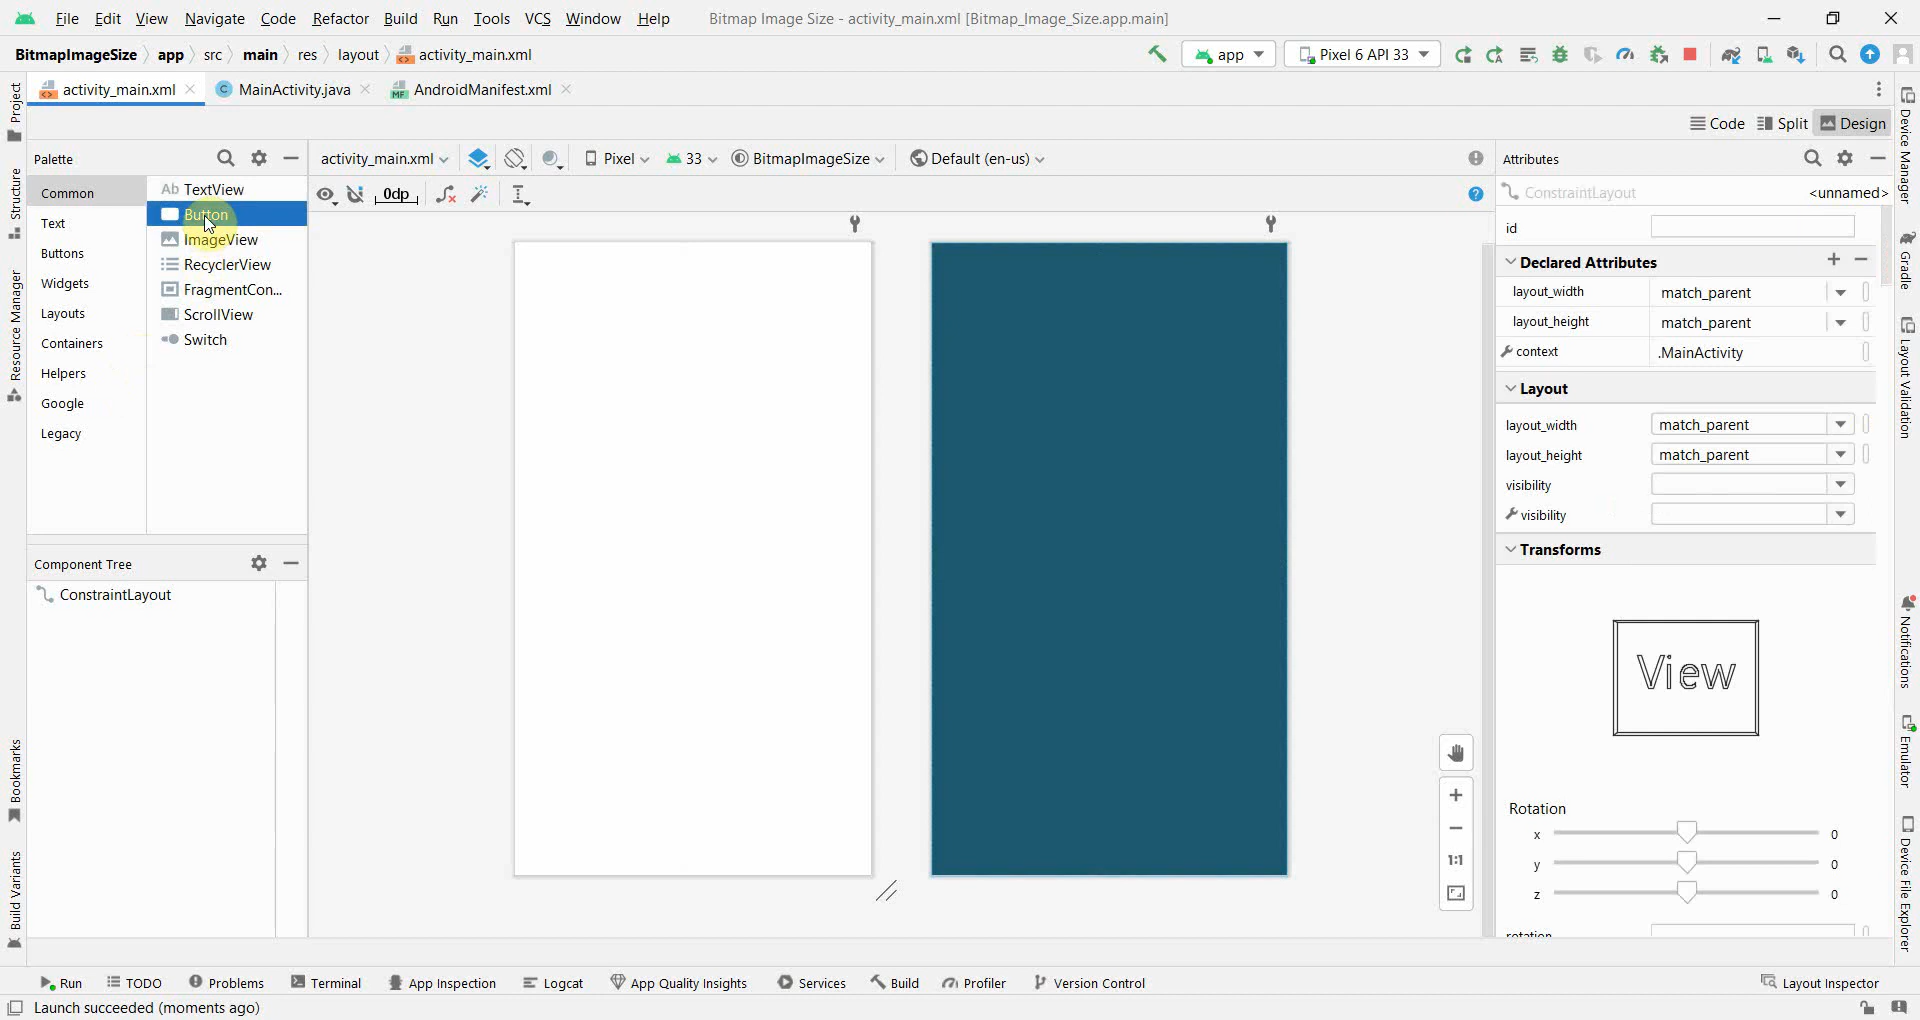 File Edit View Navigate Code Refactor Build Run Tools VCS Window Help Bitmap Image Size - activity_main.xml [Bitmap_Image_Size.app.main]
BitmapImageSize app src main res layout activity_main.xml app Pixel 6 API 33
activity_main.xml MainActivity.java AndroidManifest.xml
Code Split Design
Palette
activity_main.xml Pixel 33 BitmapImageSize Default (en-us)
Attributes
Common
Text
Buttons
Widgets
Layouts
Containers
Helpers
Google
Legacy
Ab TextView
Button
ImageView
RecyclerView
FragmentCon...
ScrollView
Switch
0dp
ConstraintLayout <unnamed>
id
Declared Attributes
layout_width match_parent
layout_height match_parent
context .MainActivity
Layout
layout_width match_parent
layout_height match_parent
visibility
visibility
Transforms
View
Rotation
x 0
y 0
z 0
Component Tree
ConstraintLayout
1:1
Project
Structure
Resource Manager
Bookmarks
Build Variants
Device Manager
Gradle
Layout Validation
Notifications
Emulator
Device File Explorer
Run TODO Problems Terminal App Inspection Logcat App Quality Insights Services Build Profiler Version Control Layout Inspector
Launch succeeded (moments ago)